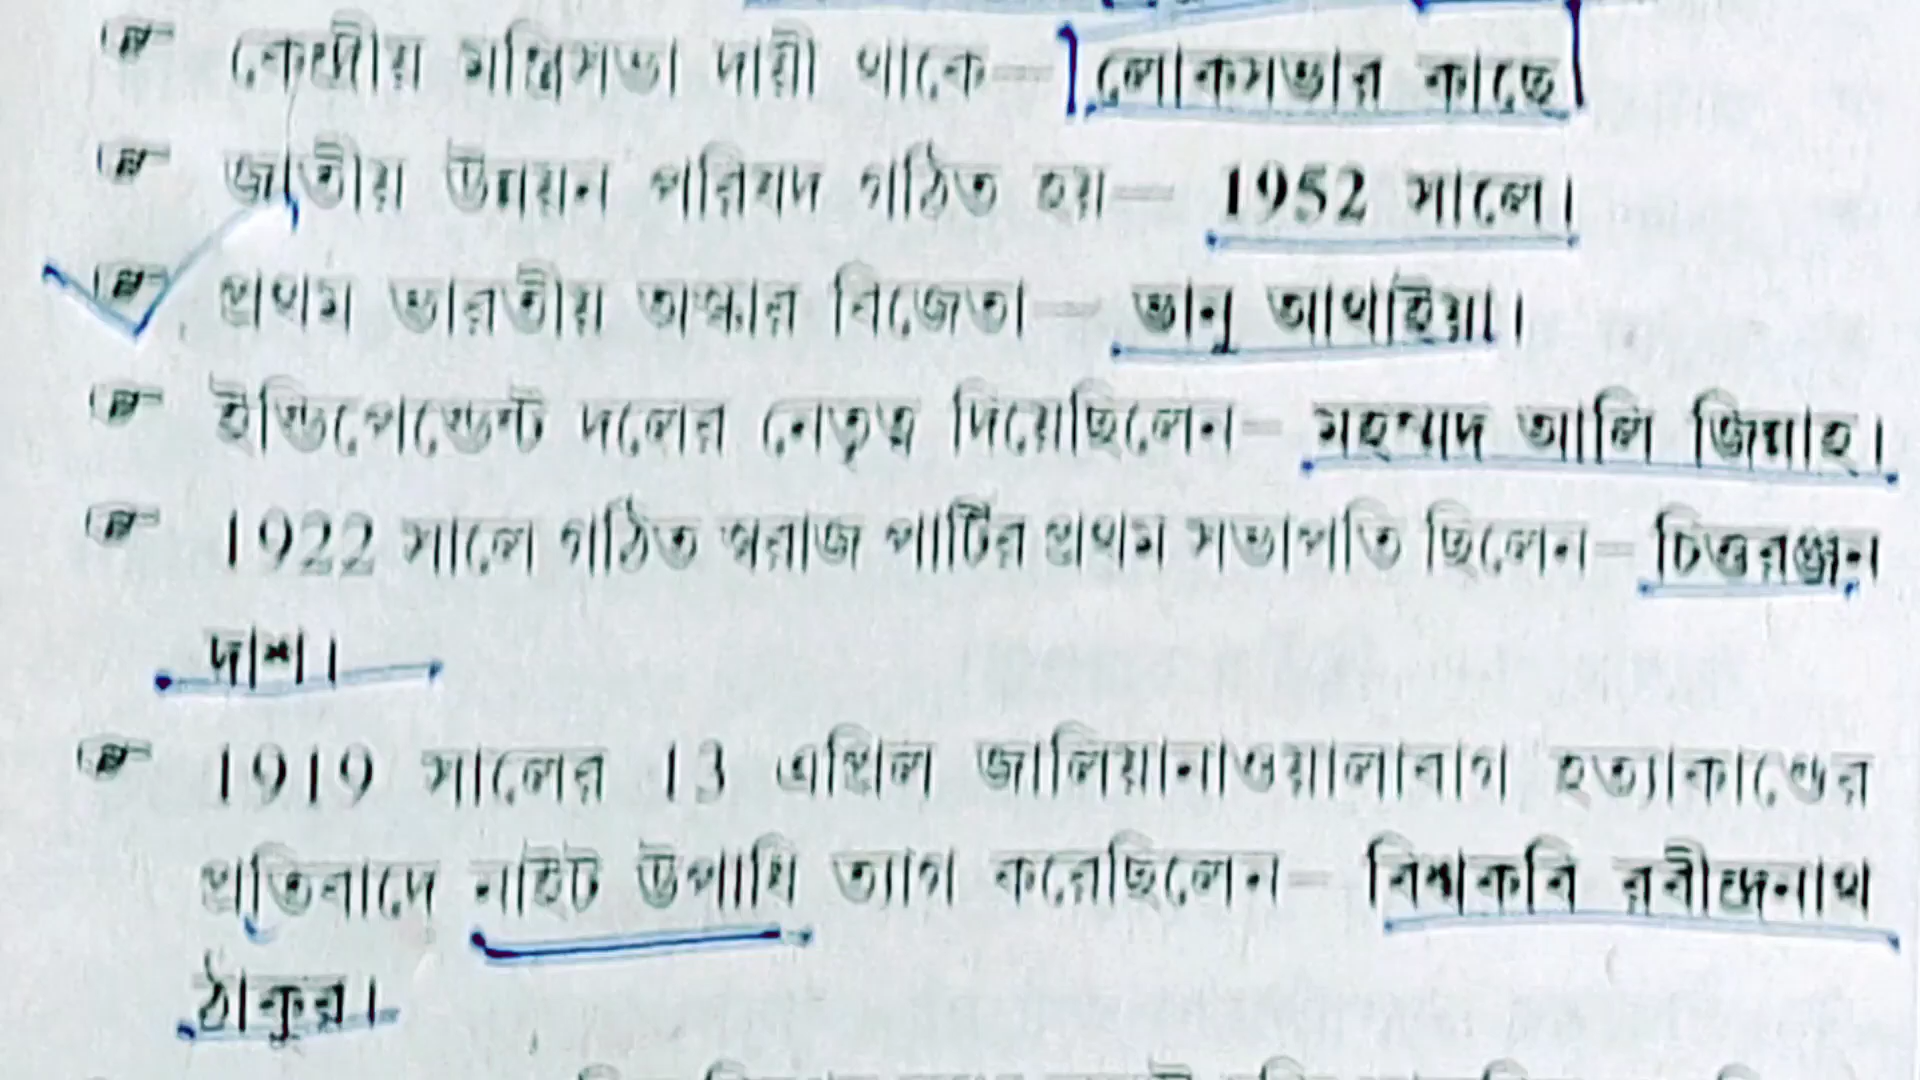 কেন্দ্রীয় মন্ত্রিসভা দায়ী থাকে— লোকসভার কাছে
জাতীয় উন্নয়ন পরিষদ গঠিত হয়— 1952 সালে।
প্রথম ভারতীয় অস্কার বিজেতা— ভানু আথাইয়া।
ইন্ডিপেন্ডেন্ট দলের নেতৃত্ব দিয়েছিলেন— মহম্মদ আলি জিন্নাহ।
1922 সালে গঠিত স্বরাজ পার্টির প্রথম সভাপতি ছিলেন— চিত্তরঞ্জন
দাশ।
1919 সালের 13 এপ্রিল জালিয়ানাওয়ালাবাগ হত্যাকাণ্ডের
প্রতিবাদে নাইট উপাধি ত্যাগ করেছিলেন— বিশ্বকবি রবীন্দ্রনাথ
ঠাকুর।